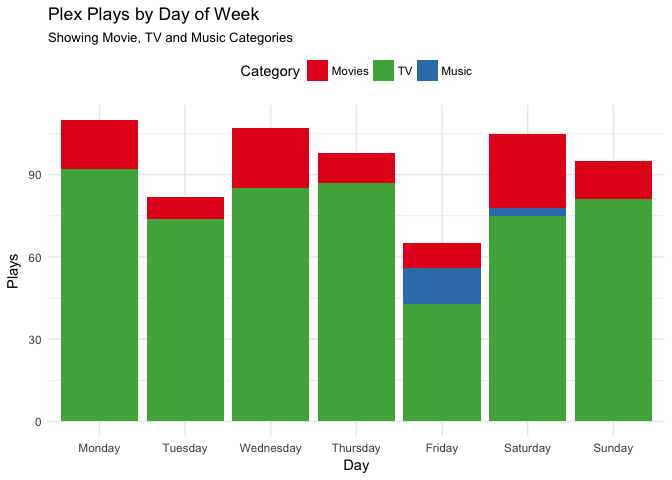 Plex Plays by Day of Week
Showing Movie, TV and Music Categories
Category Movies TV Music
90
60
30
0
Plays
Monday Tuesday Wednesday Thursday Friday Saturday Sunday
Day